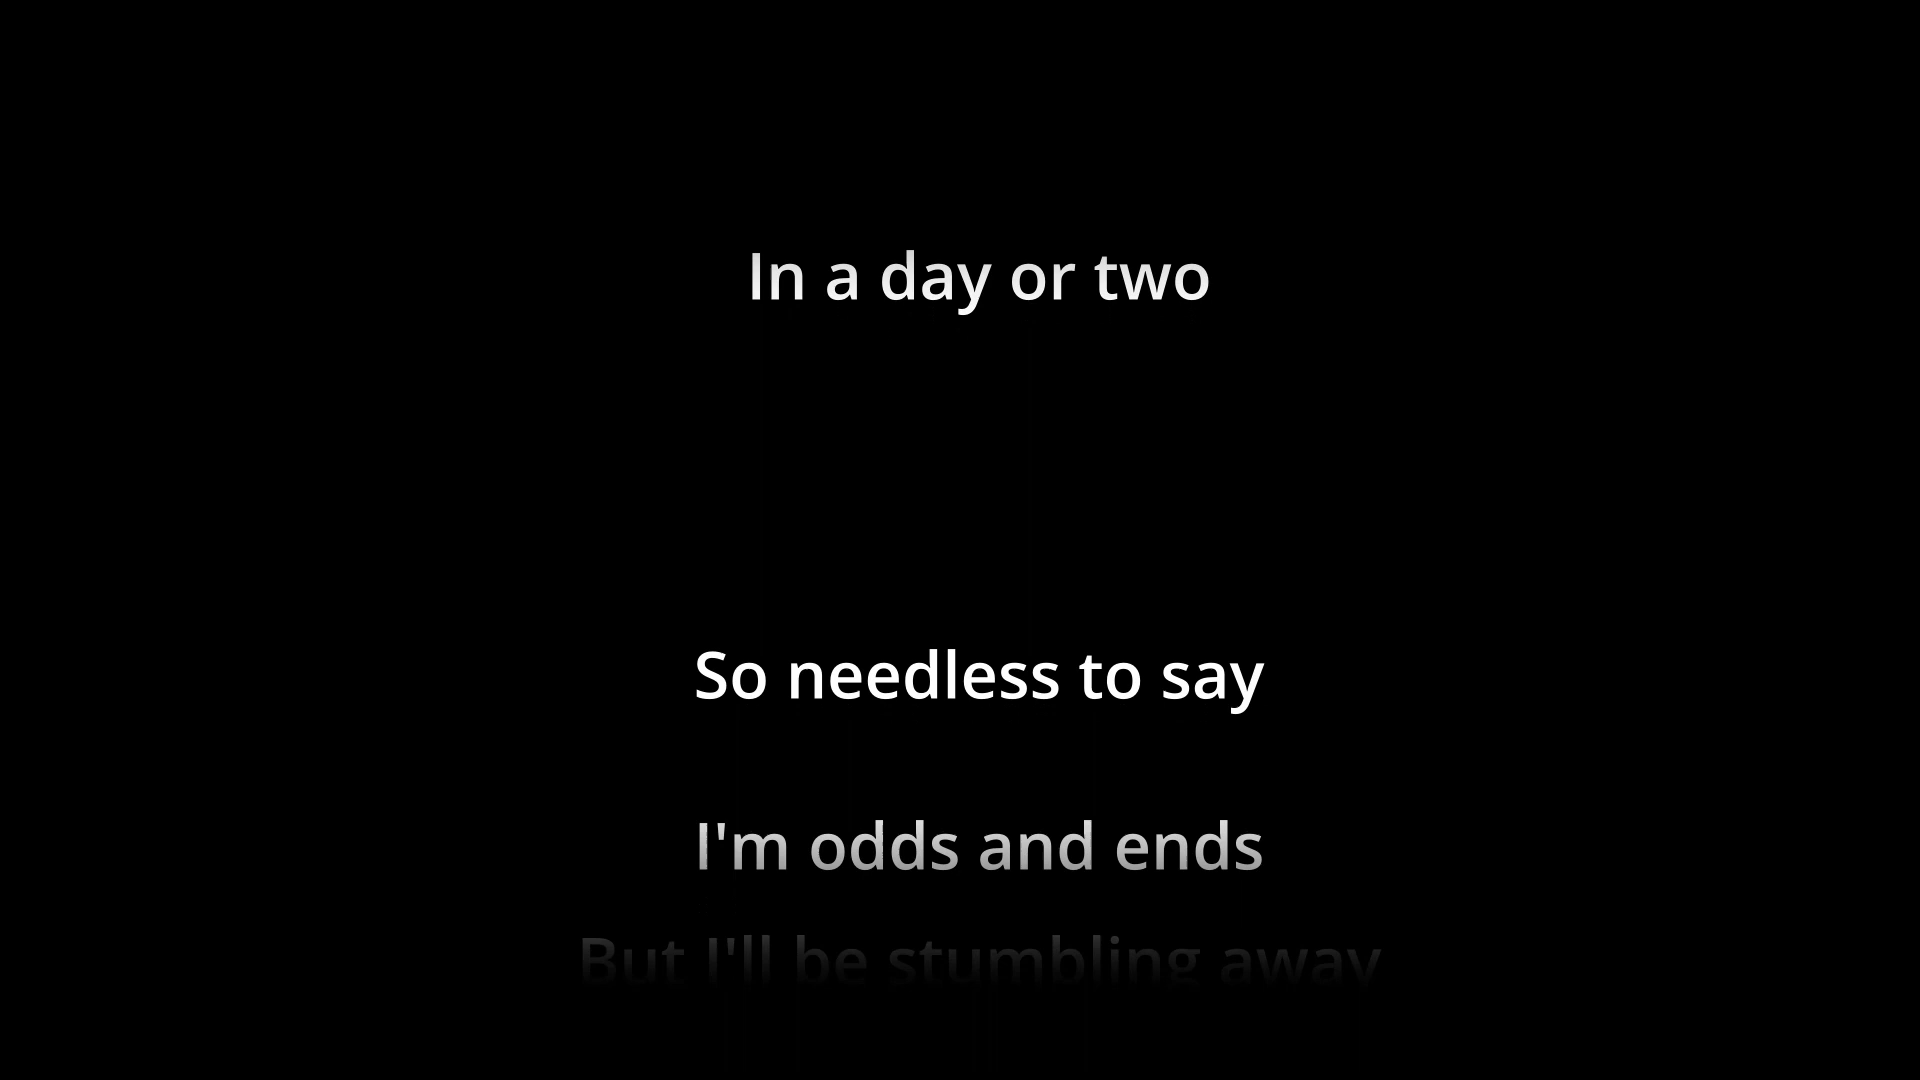 In a day or two
So needless to say
I'm odds and ends
But I'll be stumbling away